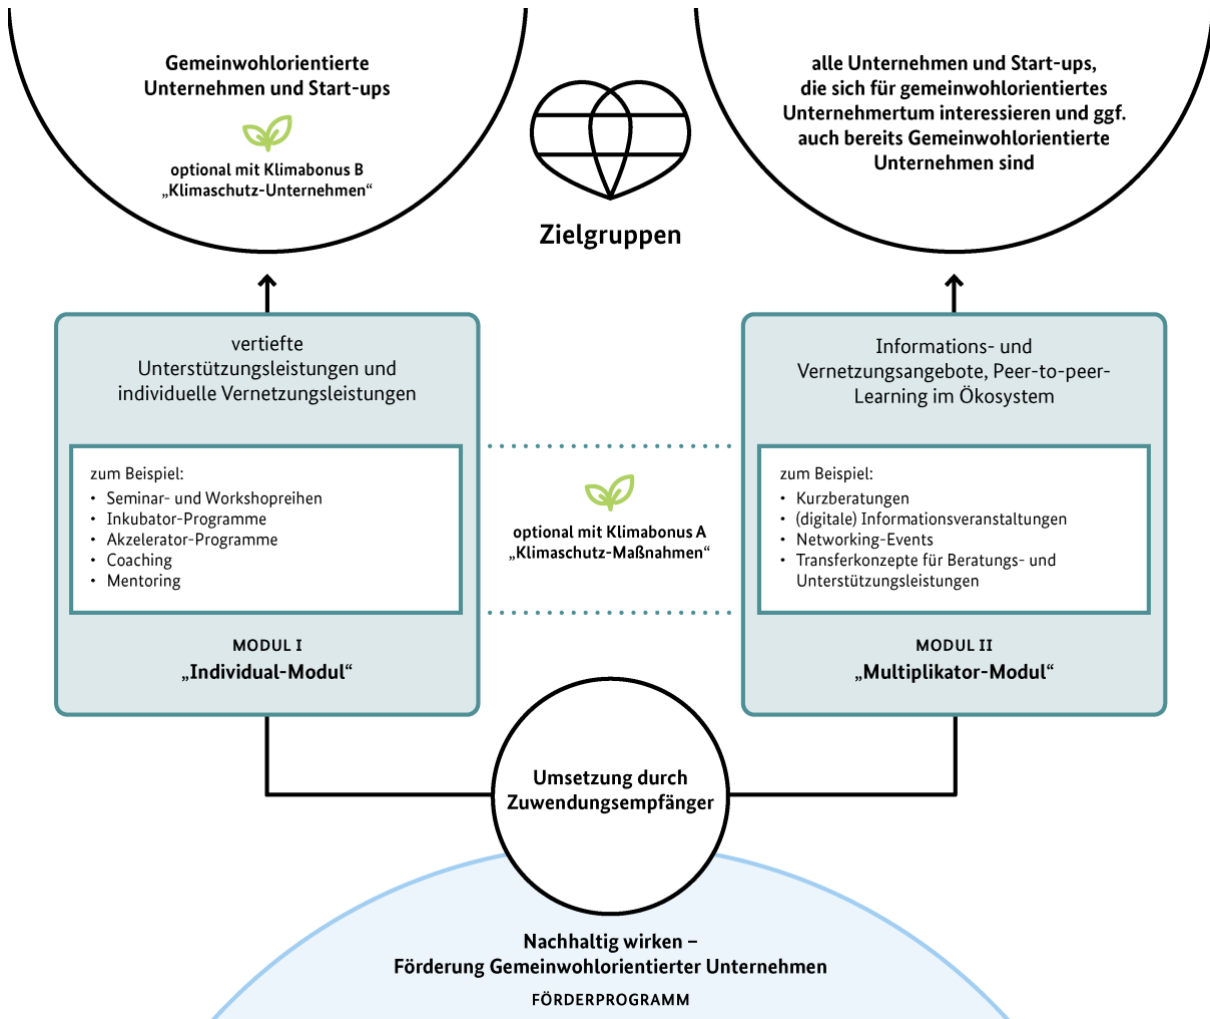 Gemeinwohlorientierte
Unternehmen und Start-ups
optional mit Klimabonus B
„Klimaschutz-Unternehmen“
Zielgruppen
alle Unternehmen und Start-ups,
die sich für gemeinwohlorientiertes
Unternehmertum interessieren und ggf.
auch bereits Gemeinwohlorientierte
Unternehmen sind
vertiefte
Unterstützungsleistungen und
individuelle Vernetzungsleistungen
zum Beispiel:
• Seminar- und Workshopreihen
• Inkubator-Programme
• Akzelerator-Programme
• Coaching
• Mentoring
MODUL I
„Individual-Modul“
optional mit Klimabonus A
„Klimaschutz-Maßnahmen“
Informations- und
Vernetzungsangebote, Peer-to-peer-
Learning im Ökosystem
zum Beispiel:
• Kurzberatungen
• (digitale) Informationsveranstaltungen
• Networking-Events
• Transferkonzepte für Beratungs- und
Unterstützungsleistungen
MODUL II
„Multiplikator-Modul“
Umsetzung durch
Zuwendungsempfänger
Nachhaltig wirken –
Förderung Gemeinwohlorientierter Unternehmen
FÖRDERPROGRAMM